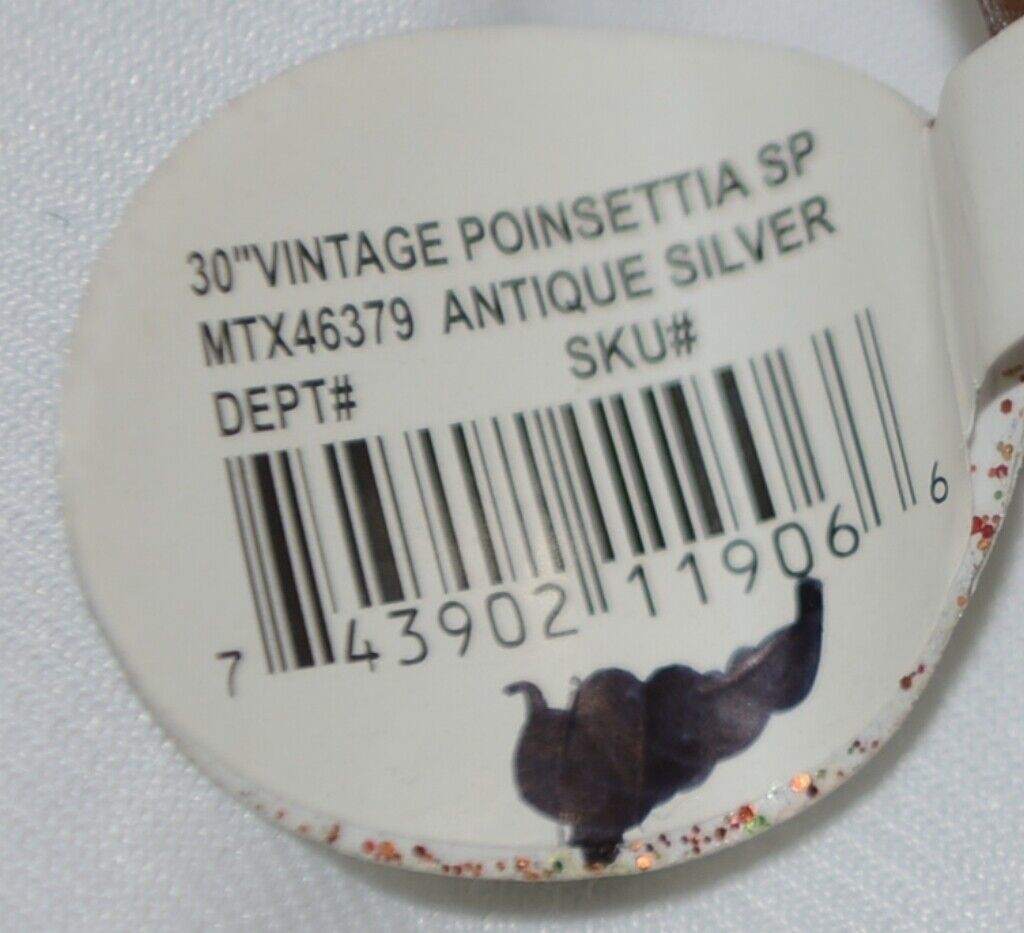 30"VINTAGE POINSETTIA SP
MTX46379 ANTIQUE SILVER
DEPT# SKU#
7 43902 11906 6